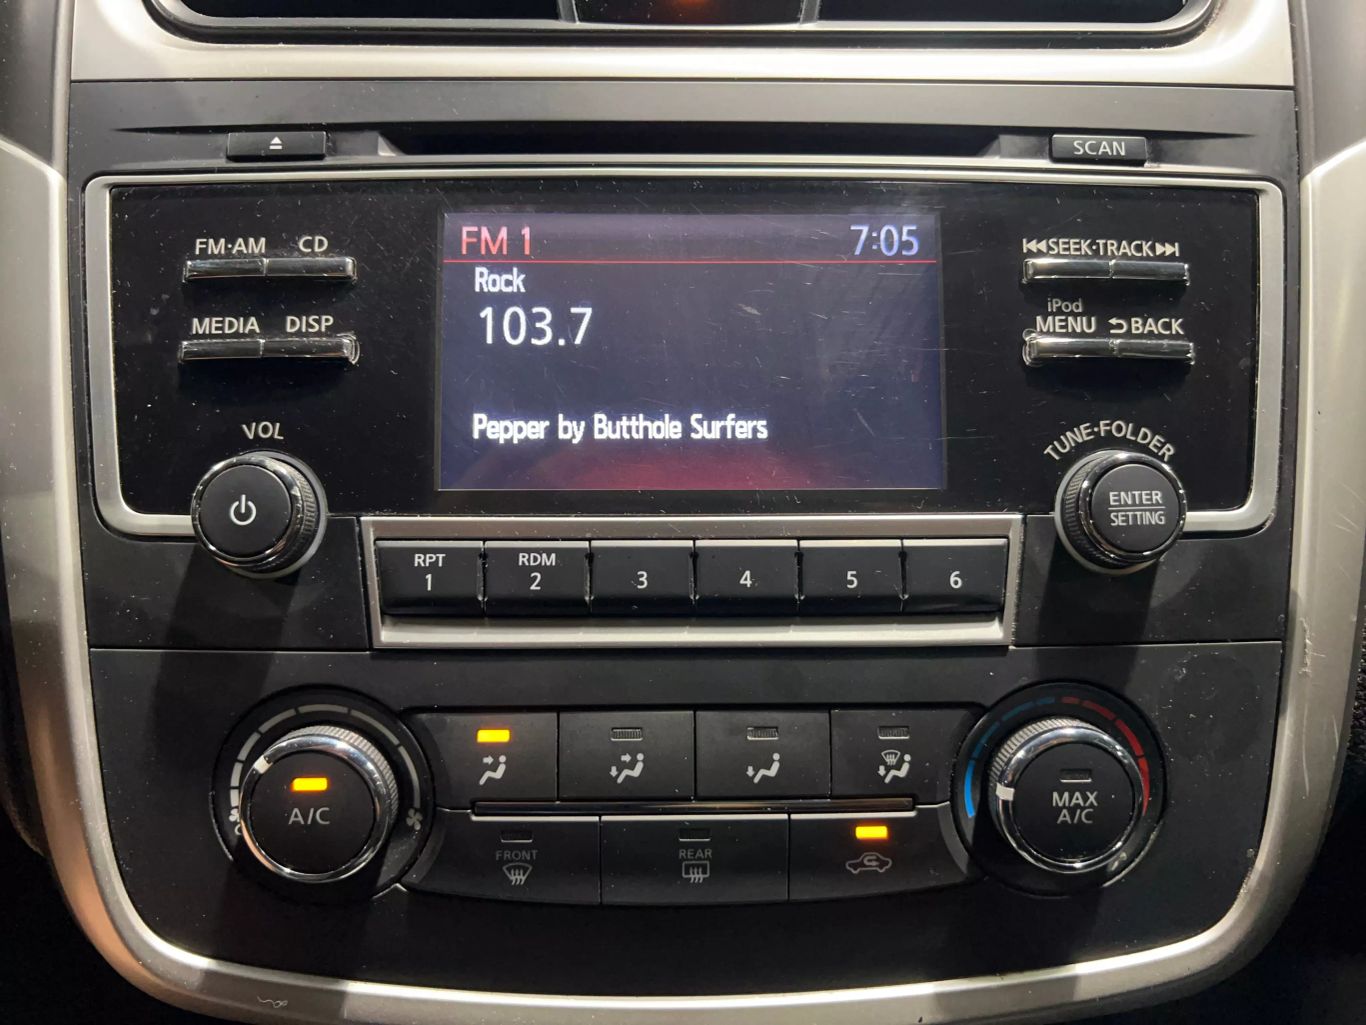 SCAN
FM·AM CD
SEEK·TRACK
MEDIA DISP
iPod
MENU BACK
FM 1 7:05
Rock
103.7
Pepper by Butthole Surfers
VOL
TUNE·FOLDER
ENTER
SETTING
RPT
1
RDM
2
3
4
5
6
A/C
MAX
A/C
FRONT
REAR